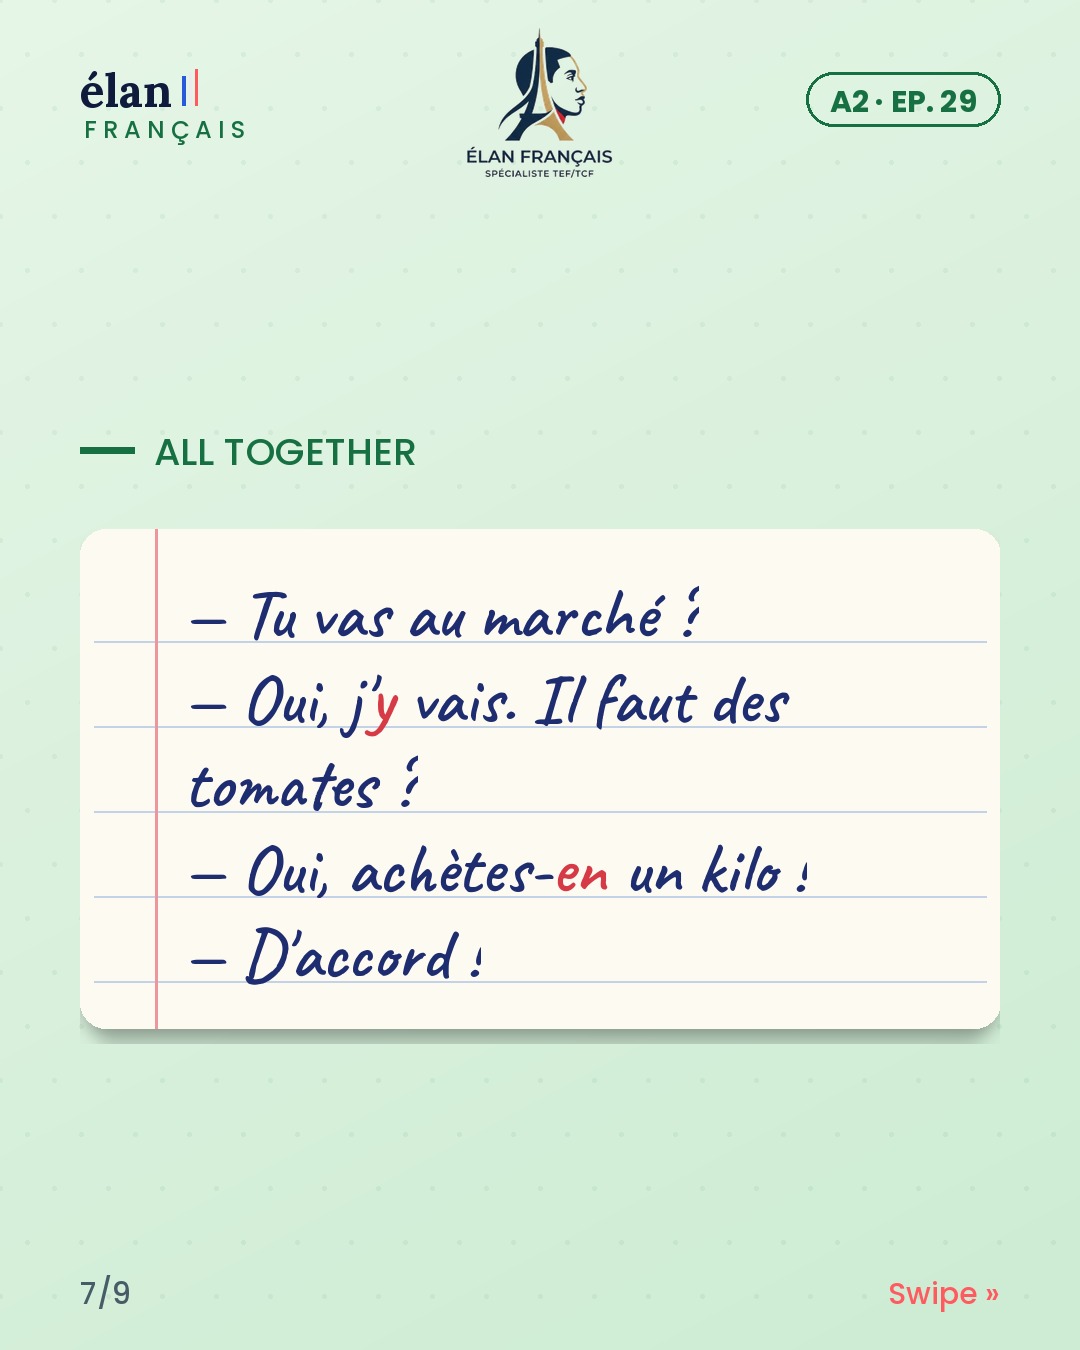 élan
FRANÇAIS
ÉLAN FRANÇAIS
SPÉCIALISTE TEF/TCF
A2 · EP. 29
ALL TOGETHER
— Tu vas au marché ?
— Oui, j'y vais. Il faut des
tomates ?
— Oui, achètes-en un kilo !
— D'accord !
7/9
Swipe »